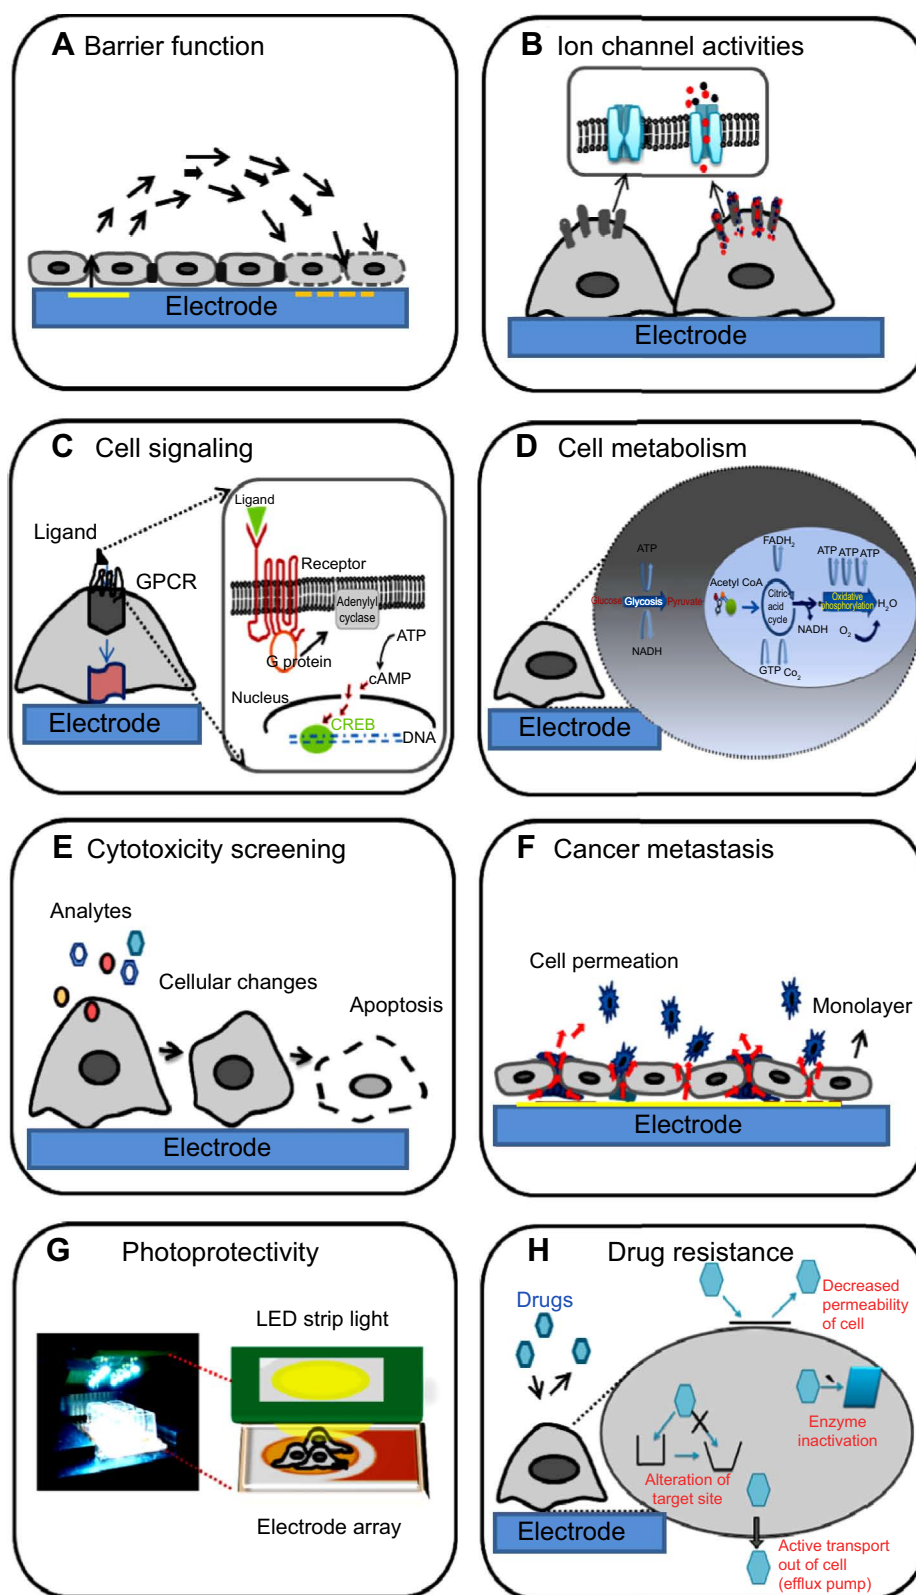 A Barrier function
Electrode
B Ion channel activities
Electrode
C Cell signaling
Ligand
GPCR
Electrode
Ligand
Receptor
Adenylyl
cyclase
G protein
ATP
cAMP
Nucleus
CREB
DNA
D Cell metabolism
ATP
Glucose Glycosis Pyruvate
NADH
FADH2
Acetyl CoA
Citric
acid
cycle
NADH
GTP Co2
ATP ATP ATP
Oxidative
phosphorylation
H2O
O2
Electrode
E Cytotoxicity screening
Analytes
Cellular changes
Apoptosis
Electrode
F Cancer metastasis
Cell permeation
Monolayer
Electrode
G Photoprotectivity
LED strip light
Electrode array
H Drug resistance
Drugs
Decreased
permeability
of cell
Enzyme
inactivation
Alteration of
target site
Active transport
out of cell
(efflux pump)
Electrode